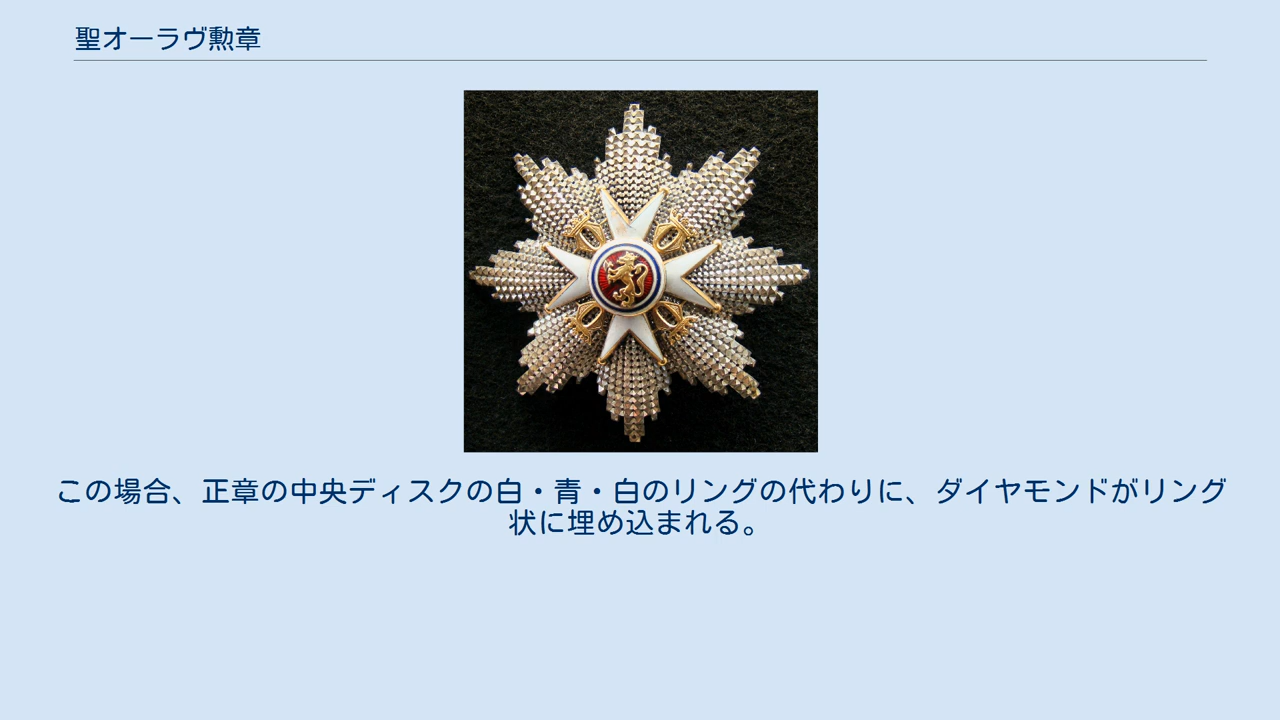 聖オーラヴ勲章
この場合、正章の中央ディスクの白・青・白のリングの代わりに、ダイヤモンドがリング
状に埋め込まれる。